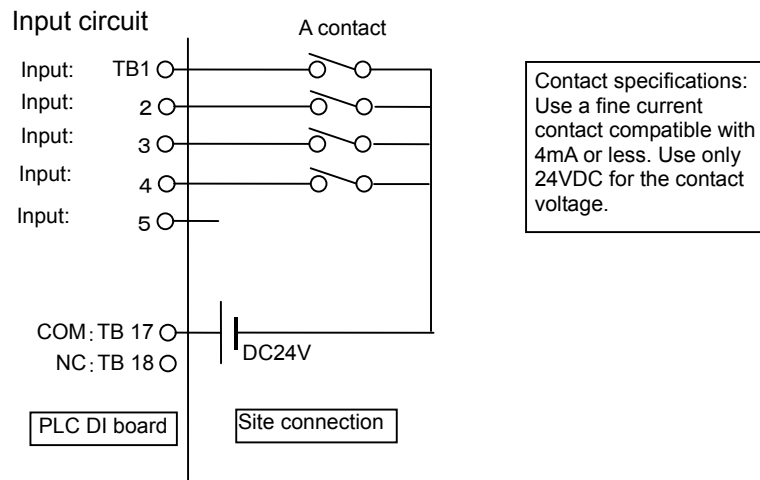 Input circuit
A contact
Input: TB1
Input: 2
Input: 3
Input: 4
Input: 5
COM:TB 17
NC:TB 18
DC24V
PLC DI board
Site connection
Contact specifications:
Use a fine current
contact compatible with
4mA or less. Use only
24VDC for the contact
voltage.